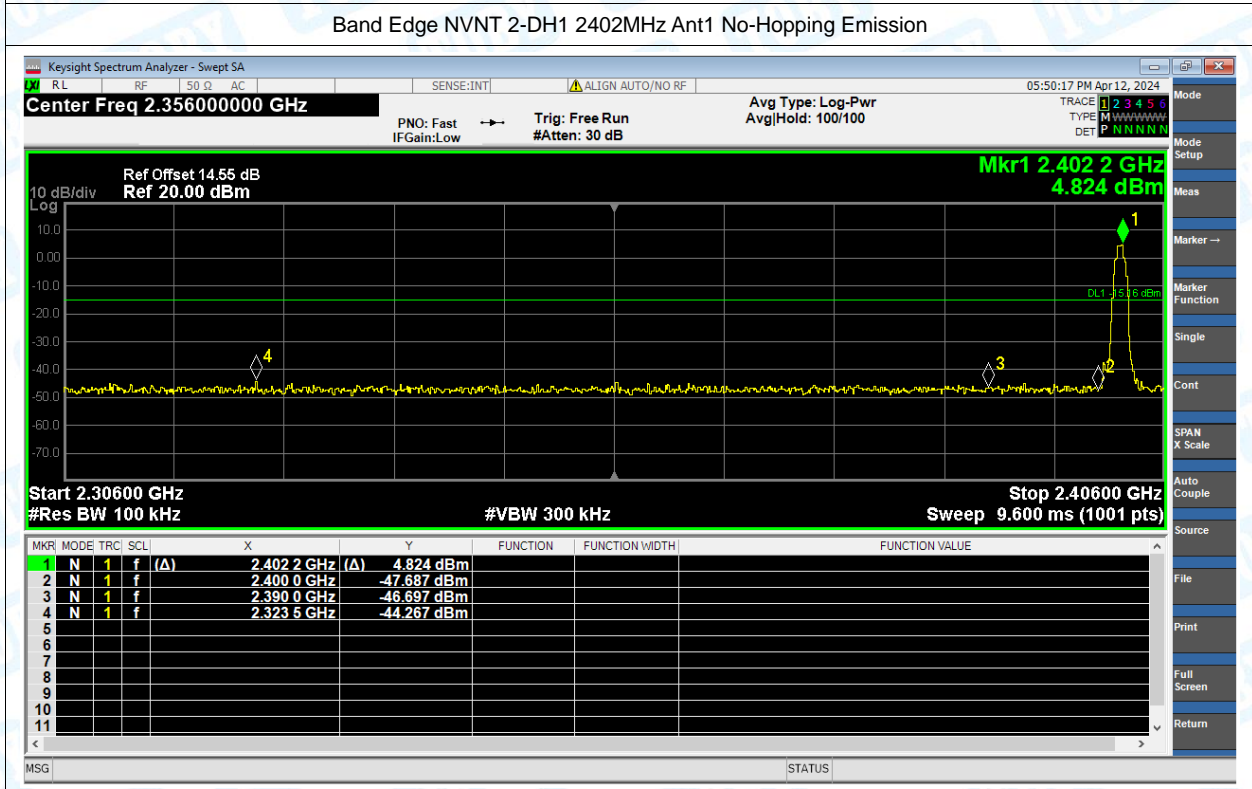 Band Edge NVNT 2-DH1 2402MHz Ant1 No-Hopping Emission
Keysight Spectrum Analyzer - Swept SA
LXI RL RF 50 Ω AC SENSE:INT ALIGN AUTO/NO RF 05:50:17 PM Apr 12, 2024
Center Freq 2.356000000 GHz
PNO: Fast
IFGain:Low
Trig: Free Run
#Atten: 30 dB
Avg Type: Log-Pwr
Avg|Hold: 100/100
TRACE 1 2 3 4 5 6
TYPE M WWWWW
DET P N N N N N
Mkr1 2.402 2 GHz
4.824 dBm
Ref Offset 14.55 dB
10 dB/div Ref 20.00 dBm
Log
10.0
0.00
-10.0
-20.0
-30.0
-40.0
-50.0
-60.0
-70.0
1
DL1 -15.16 dBm
4
3
2
Start 2.30600 GHz Stop 2.40600 GHz
#Res BW 100 kHz #VBW 300 kHz Sweep 9.600 ms (1001 pts)
MKR MODE TRC SCL X Y FUNCTION FUNCTION WIDTH FUNCTION VALUE
1 N 1 f (Δ) 2.402 2 GHz (Δ) 4.824 dBm
2 N 1 f 2.400 0 GHz -47.687 dBm
3 N 1 f 2.390 0 GHz -46.697 dBm
4 N 1 f 2.323 5 GHz -44.267 dBm
5
6
7
8
9
10
11
MSG STATUS
Mode
Mode
Setup
Meas
Marker →
Marker
Function
Single
Cont
SPAN
X Scale
Auto
Couple
Source
File
Print
Full
Screen
Return